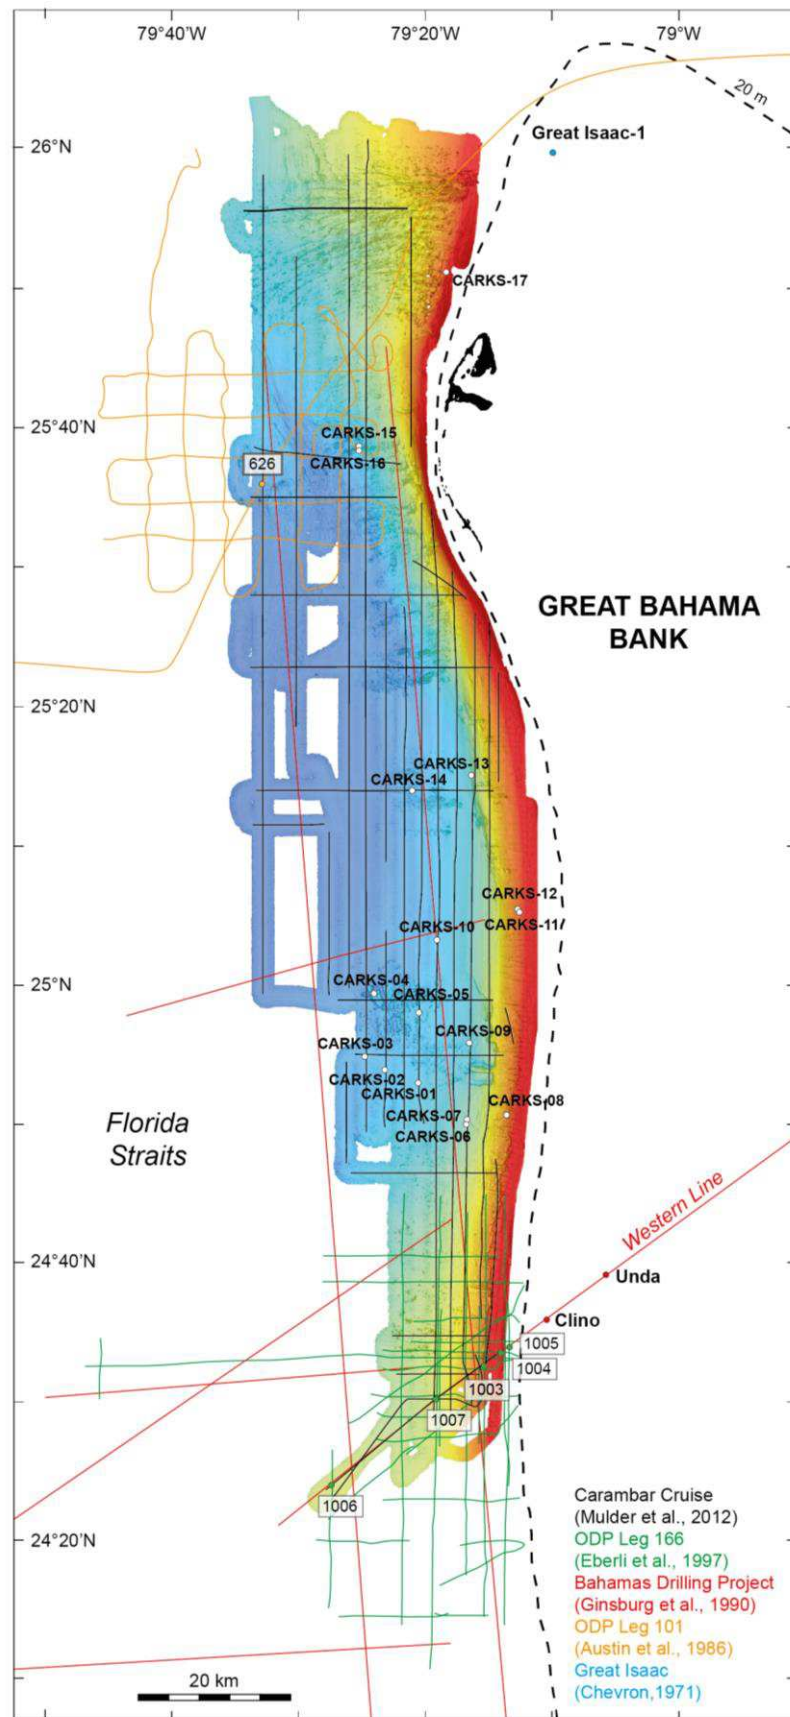 79°40'W
79°20'W
79°W
20 m
26°N
Great Isaac-1
CARKS-17
25°40'N
CARKS-15
CARKS-16
626
GREAT BAHAMA
BANK
25°20'N
CARKS-13
CARKS-14
CARKS-12
CARKS-11
CARKS-10
25°N
CARKS-04
CARKS-05
CARKS-09
CARKS-03
CARKS-02
CARKS-01
CARKS-08
CARKS-07
CARKS-06
Florida
Straits
Western Line
24°40'N
Unda
Clino
1005
1004
1003
1007
1006
24°20'N
Carambar Cruise
(Mulder et al., 2012)
ODP Leg 166
(Eberli et al., 1997)
Bahamas Drilling Project
(Ginsburg et al., 1990)
ODP Leg 101
(Austin et al., 1986)
Great Isaac
(Chevron,1971)
20 km